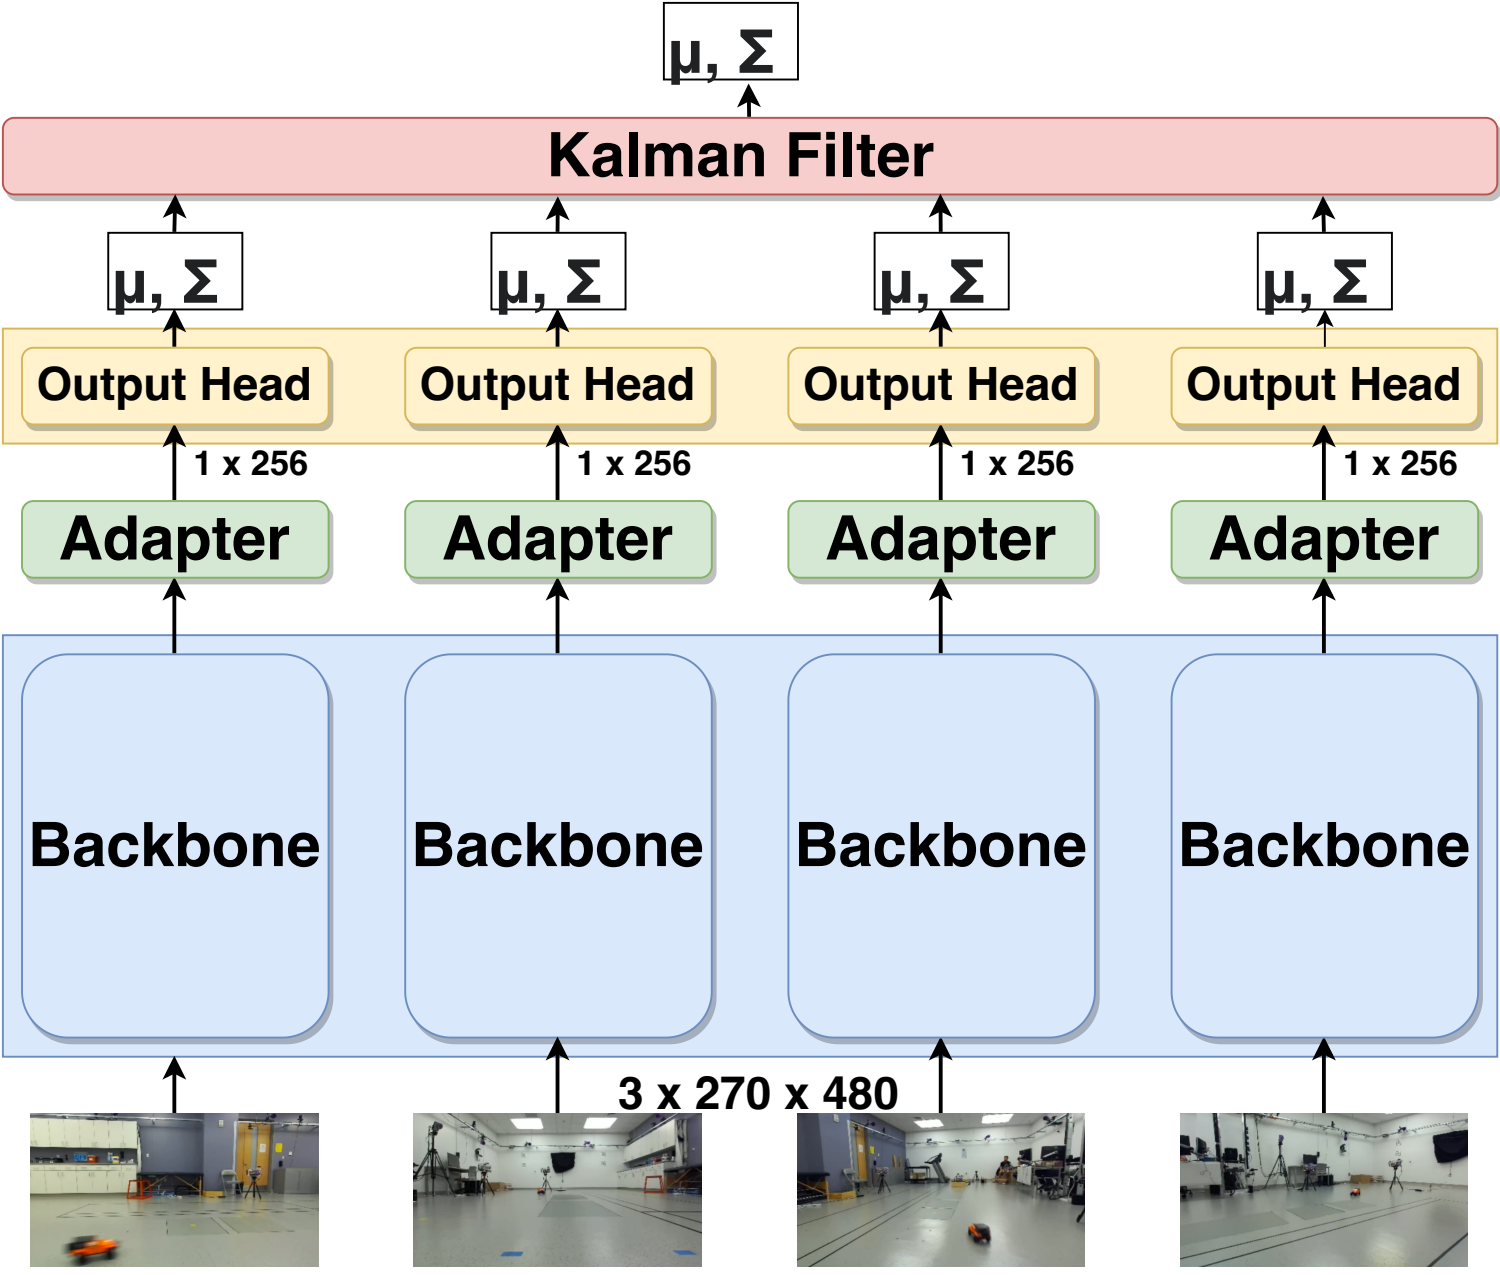 μ, Σ
Kalman Filter
μ, Σ μ, Σ μ, Σ μ, Σ
Output Head Output Head Output Head Output Head
1 x 256 1 x 256 1 x 256 1 x 256
Adapter Adapter Adapter Adapter
Backbone Backbone Backbone Backbone
3 x 270 x 480